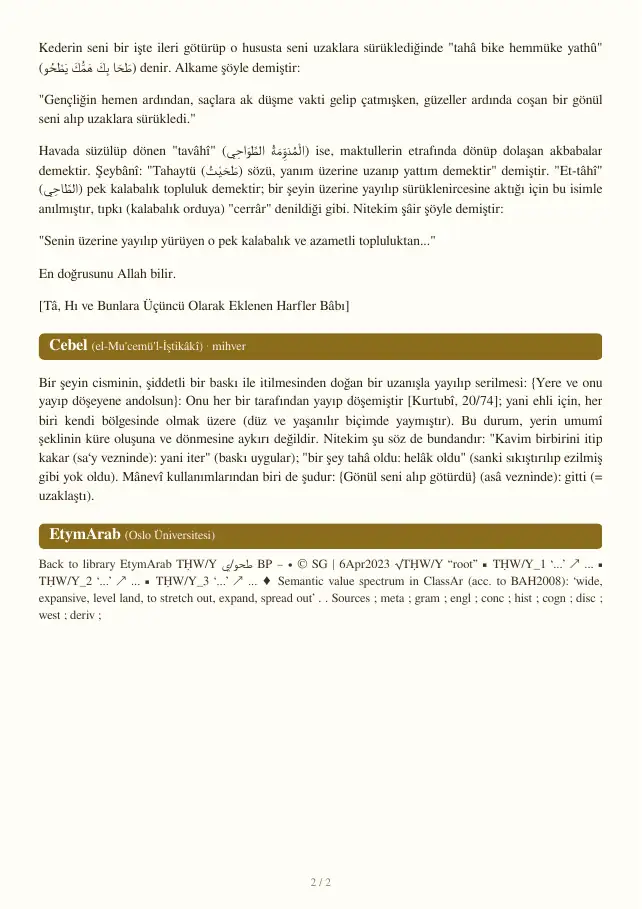 Kederin seni bir işte ileri götürüp o hususta seni uzaklara sürüklediğinde "tahâ bike hemmüke yathû"
(طَحَا بِكَ هَمُّكَ يَطْحُو) denir. Alkame şöyle demiştir:
"Gençliğin hemen ardından, saçlara ak düşme vakti gelip çatmışken, güzeller ardında coşan bir gönül
seni alıp uzaklara sürükledi."
Havada süzülüp dönen "tavâhî" (الْمُدَوِّمَةُ الطَّوَاحِي) ise, maktullerin etrafında dönüp dolaşan akbabalar
demektir. Şeybânî: "Tahaytü (طَحَيْتُ) sözü, yanım üzerine uzanıp yattım demektir" demiştir. "Et-tâhî"
(الطَّاحِي) pek kalabalık topluluk demektir; bir şeyin üzerine yayılıp sürüklenircesine aktığı için bu isimle
anılmıştır, tıpkı (kalabalık orduya) "cerrâr" denildiği gibi. Nitekim şâir şöyle demiştir:
"Senin üzerine yayılıp yürüyen o pek kalabalık ve azametli topluluktan..."
En doğrusunu Allah bilir.
[Tâ, Hı ve Bunlara Üçüncü Olarak Eklenen Harfler Bâbı]
Cebel (el-Mu'cemü'l-İştikâkî) · mihver
Bir şeyin cisminin, şiddetli bir baskı ile itilmesinden doğan bir uzanışla yayılıp serilmesi: {Yere ve onu
yayıp döşeyene andolsun}: Onu her bir tarafından yayıp döşemiştir [Kurtubî, 20/74]; yani ehli için, her
biri kendi bölgesinde olmak üzere (düz ve yaşanılır biçimde yaymıştır). Bu durum, yerin umumî
şeklinin küre oluşuna ve dönmesine aykırı değildir. Nitekim şu söz de bundandır: "Kavim birbirini itip
kakar (sa‘y vezninde): yani iter" (baskı uygular); "bir şey tahâ oldu: helâk oldu" (sanki sıkıştırılıp ezilmiş
gibi yok oldu). Mânevî kullanımlarından biri de şudur: {Gönül seni alıp götürdü} (asâ vezninde): gitti (=
uzaklaştı).
EtymArab (Oslo Üniversitesi)
Back to library EtymArab ṬḤW/Y طحو/ي BP – • © SG | 6Apr2023 √ṬḤW/Y “root” ▪ ṬḤW/Y_1 ‘...’ ↗ ... ▪
ṬḤW/Y_2 ‘...’ ↗ ... ▪ ṬḤW/Y_3 ‘...’ ↗ ... ♦ Semantic value spectrum in ClassAr (acc. to BAH2008): ‘wide,
expansive, level land, to stretch out, expand, spread out’ . . Sources ; meta ; gram ; engl ; conc ; hist ; cogn ; disc ;
west ; deriv ;
2 / 2